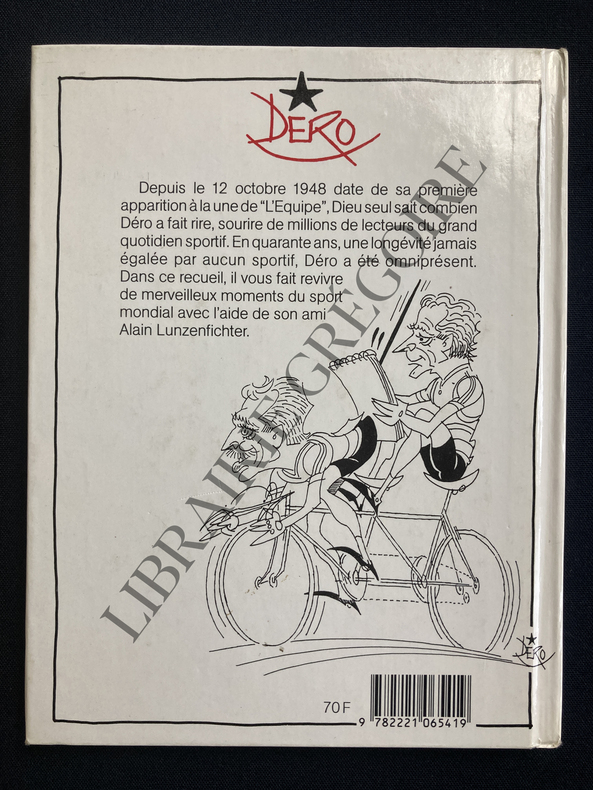 DERO
Depuis le 12 octobre 1948 date de sa première
apparition à la une de "L'Equipe", Dieu seul sait combien
Déro a fait rire, sourire de millions de lecteurs du grand
quotidien sportif. En quarante ans, une longévité jamais
égalée par aucun sportif, Déro a été omniprésent.
Dans ce recueil, il vous fait revivre
de merveilleux moments du sport
mondial avec l'aide de son ami
Alain Lunzenfichter.
LIBRAIRIE GRÉGOIRE
DERO
70 F
9 782221 065419